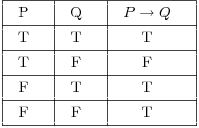 P Q P → Q
T T T
T F F
F T T
F F T